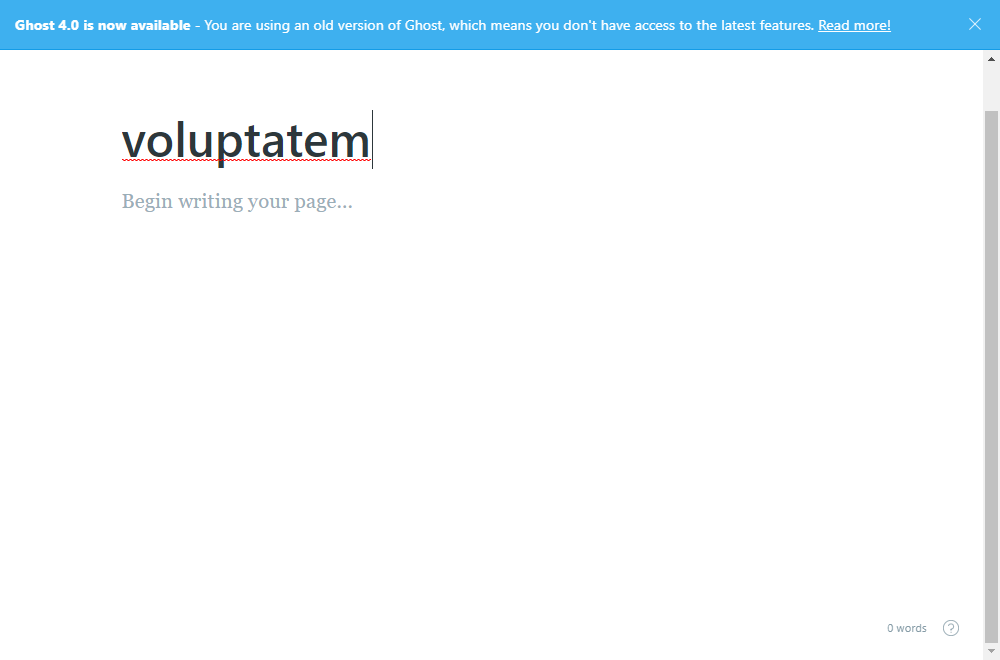 Ghost 4.0 is now available - You are using an old version of Ghost, which means you don't have access to the latest features. Read more!
voluptatem
Begin writing your page...
0 words
?